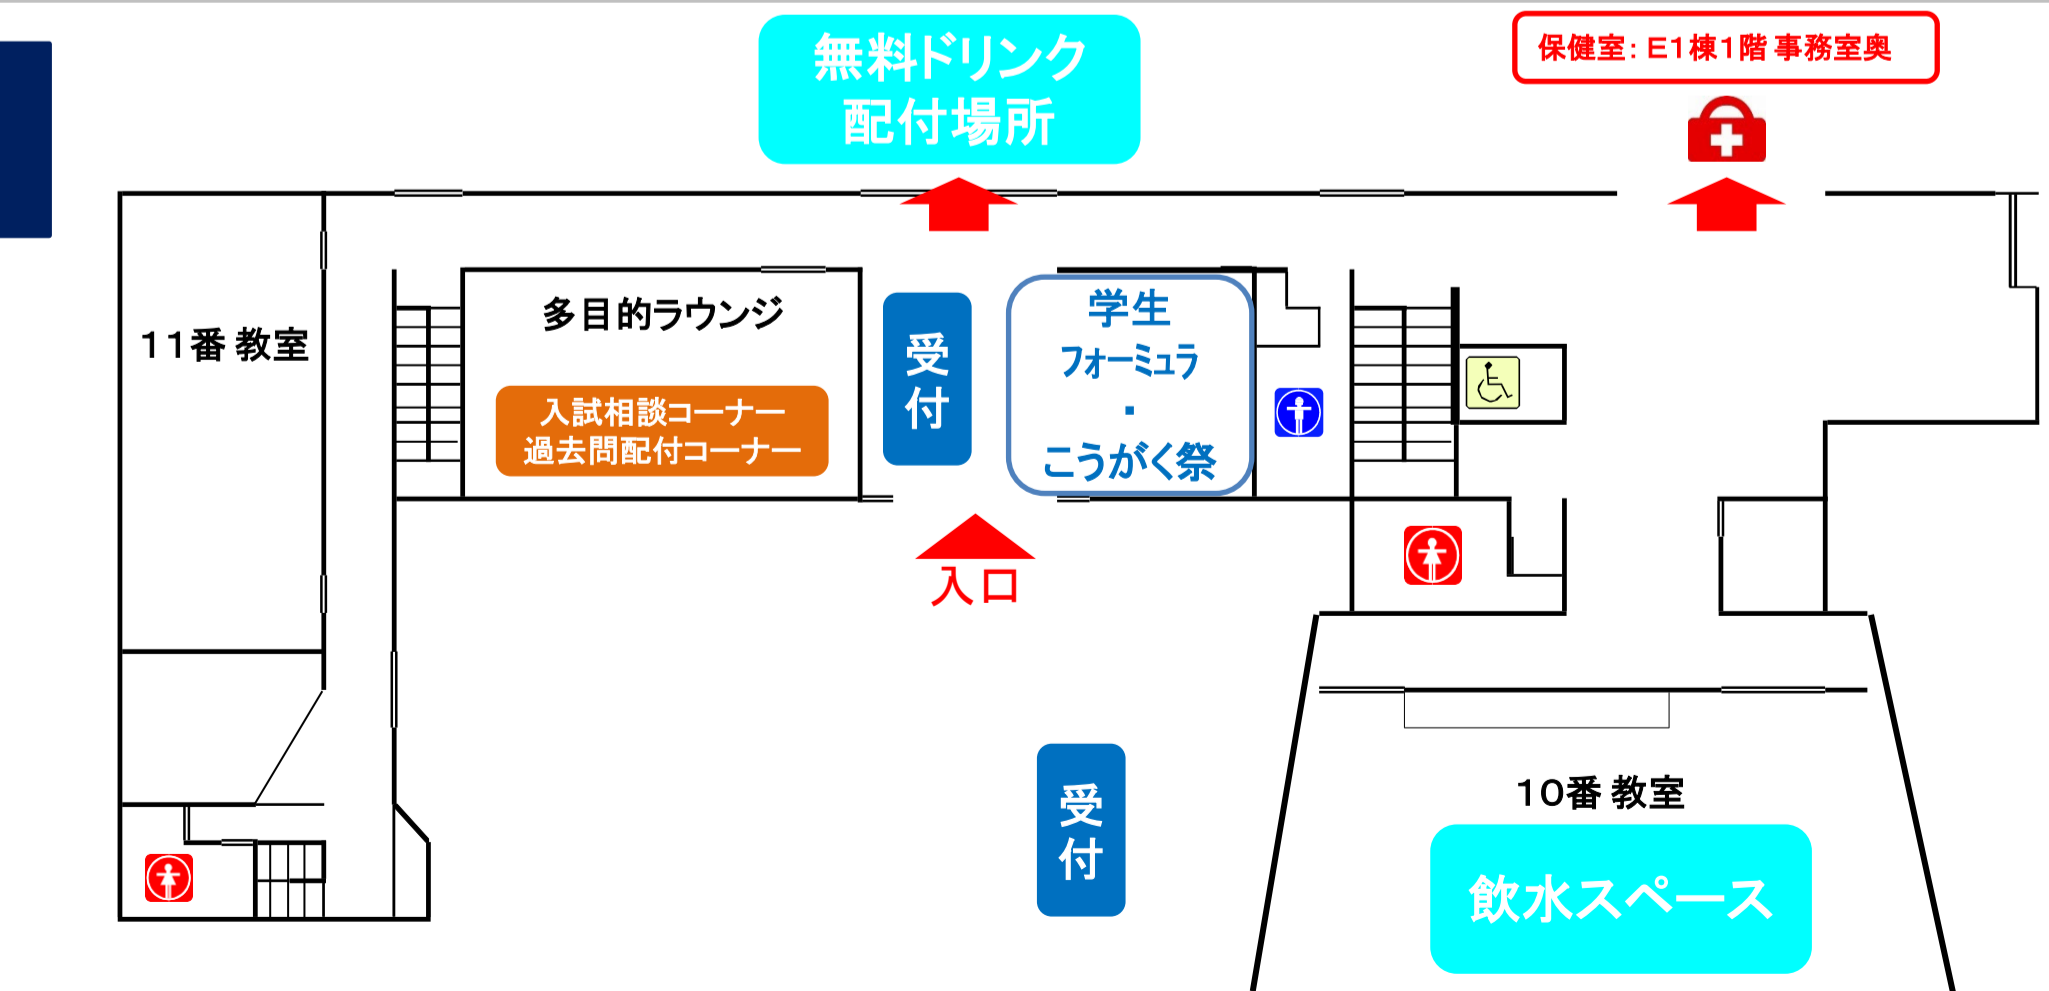 無料ドリンク
配付場所
保健室：E1棟1階 事務室奥
11番 教室
多目的ラウンジ
入試相談コーナー
過去問配付コーナー
受付
学生
フォーミュラ
・
こうがく祭
入口
受付
10番 教室
飲水スペース